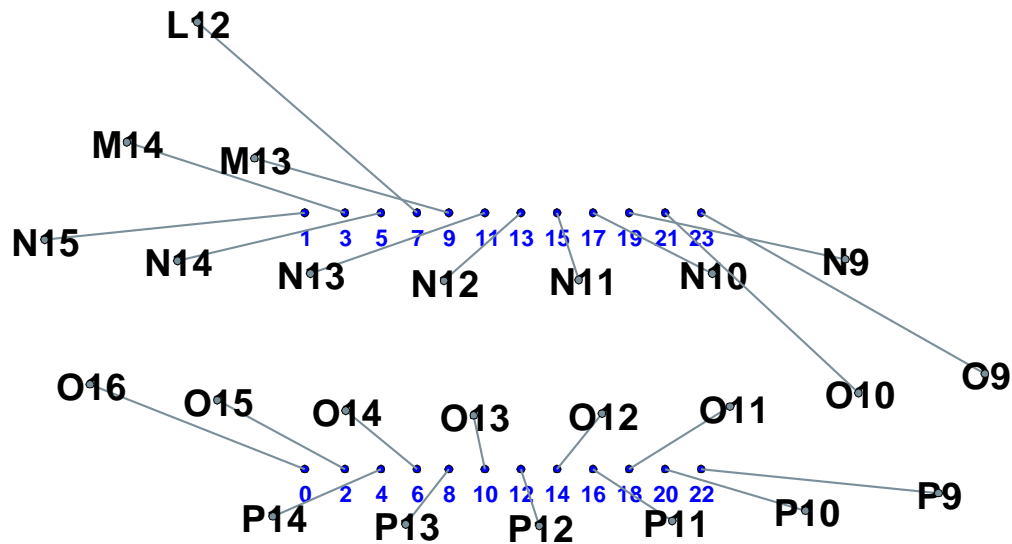 L12
M14
M13
1 3 5 7 9 11 13 15 17 19 21 23
N15
N14
N13
N12
N11
N10
N9
O16
O15
O14
O13
O12
O11
O10
O9
0 2 4 6 8 10 12 14 16 18 20 22
P14
P13
P12
P11
P10
P9